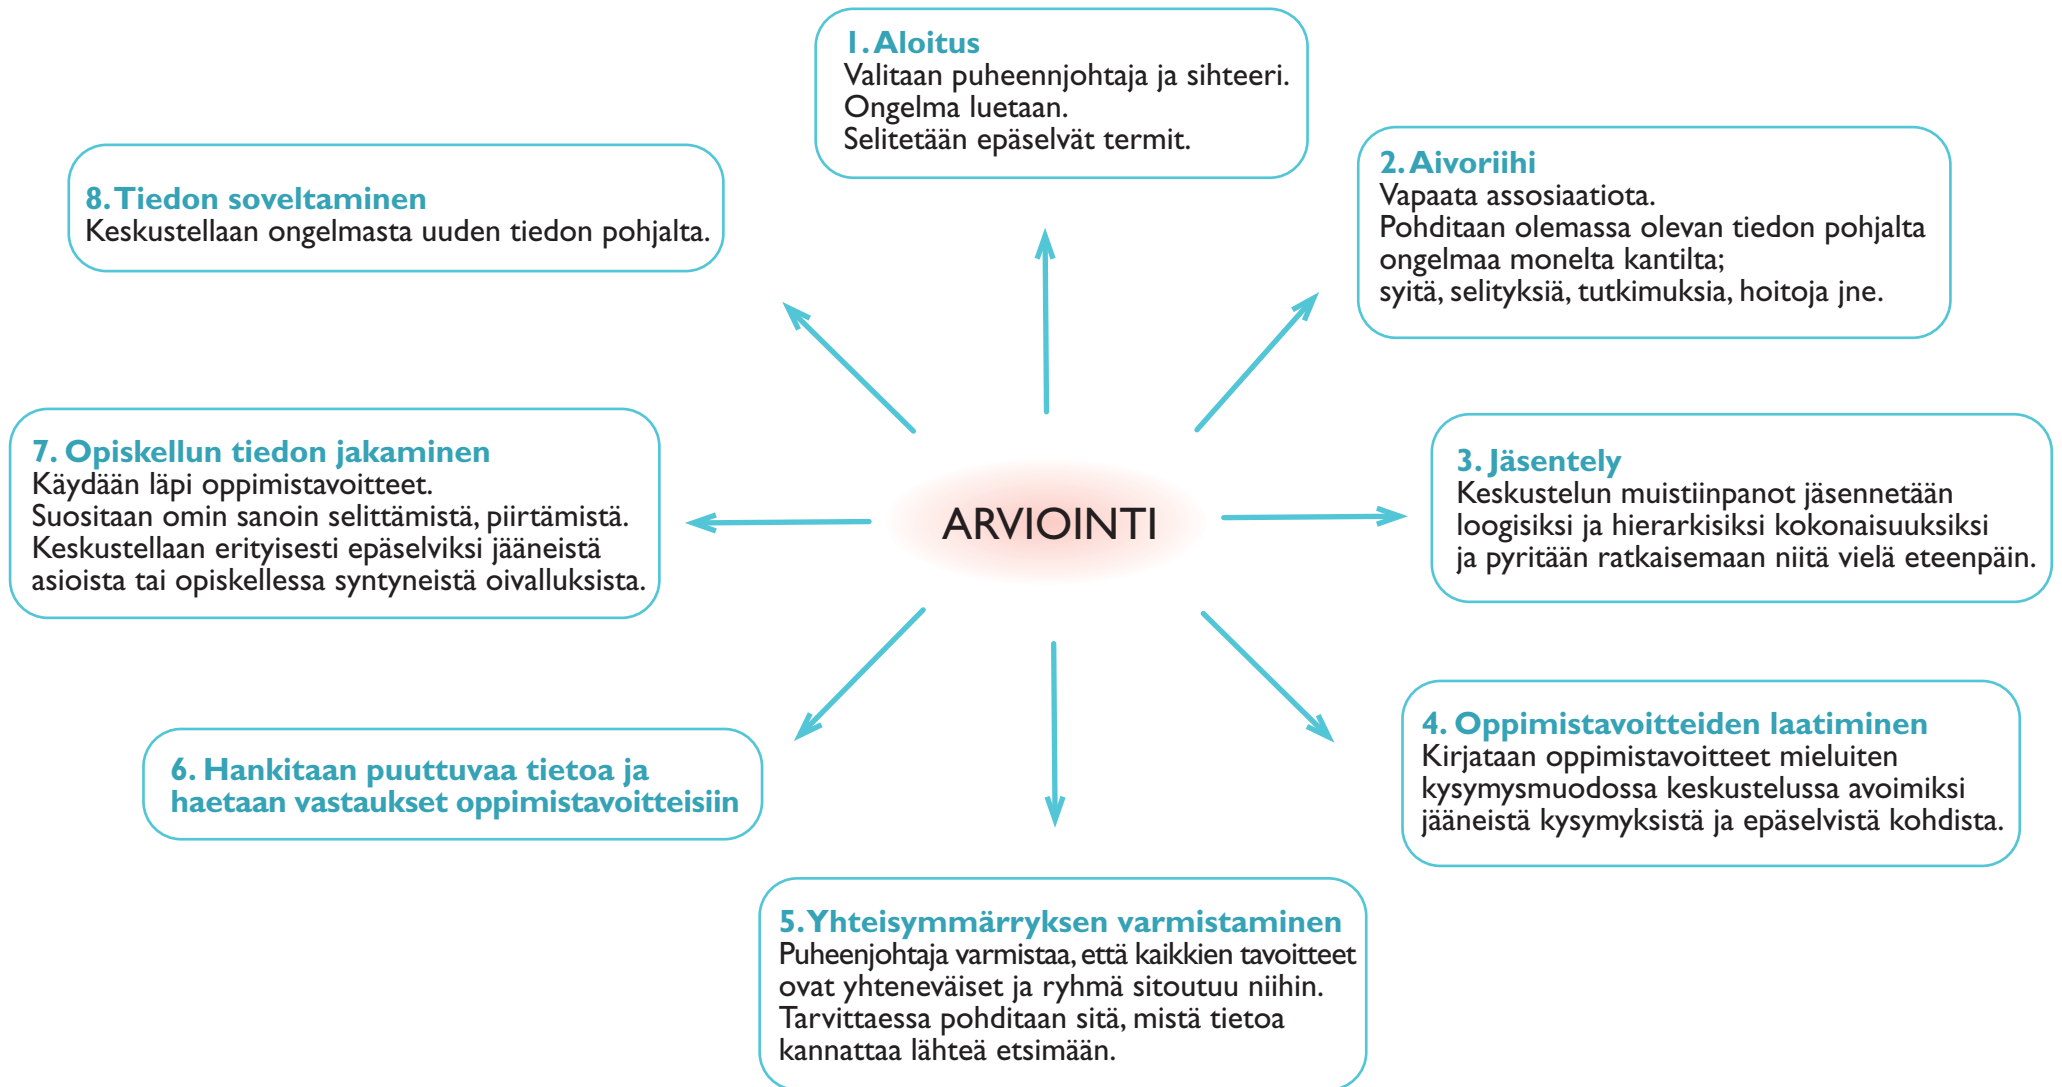 1. Aloitus
Valitaan puheennjohtaja ja sihteeri.
Ongelma luetaan.
Selitetään epäselvät termit.
2. Aivoriihi
Vapaata assosiaatiota.
Pohditaan olemassa olevan tiedon pohjalta
ongelmaa monelta kantilta;
syitä, selityksiä, tutkimuksia, hoitoja jne.
3. Jäsentely
Keskustelun muistiinpanot jäsennetään
loogisiksi ja hierarkisiksi kokonaisuuksiksi
ja pyritään ratkaisemaan niitä vielä eteenpäin.
4. Oppimistavoitteiden laatiminen
Kirjataan oppimistavoitteet mieluiten
kysymysmuodossa keskustelussa avoimiksi
jääneistä kysymyksistä ja epäselvistä kohdista.
5. Yhteisymmärryksen varmistaminen
Puheenjohtaja varmistaa, että kaikkien tavoitteet
ovat yhteneväiset ja ryhmä sitoutuu niihin.
Tarvittaessa pohditaan sitä, mistä tietoa
kannattaa lähteä etsimään.
6. Hankitaan puuttuvaa tietoa ja
haetaan vastaukset oppimistavoitteisiin
7. Opiskellun tiedon jakaminen
Käydään läpi oppimistavoitteet.
Suositaan omin sanoin selittämistä, piirtämistä.
Keskustellaan erityisesti epäselviksi jääneistä
asioista tai opiskellessa syntyneistä oivalluksista.
8. Tiedon soveltaminen
Keskustellaan ongelmasta uuden tiedon pohjalta.
ARVIOINTI